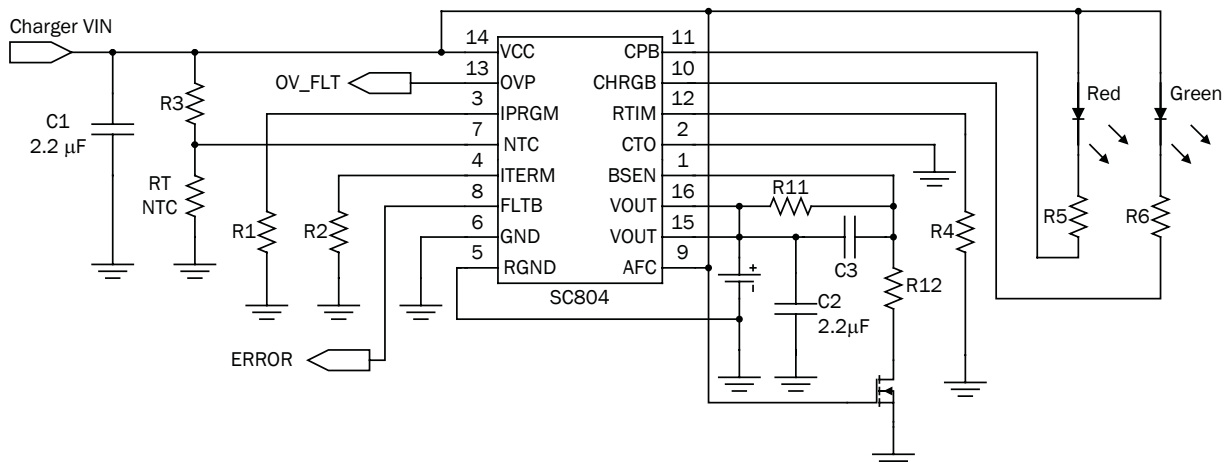 Charger VIN
14 VCC CPB 11
OV_FLT 13 OVP CHRGB 10
Red Green
R3
3 IPRGM RTIM 12
C1
2.2 μF
7 NTC CTO 2
RT
NTC
4 ITERM BSEN 1
R11
8 FLTB VOUT 16
R1 R2
R4 R5 R6
6 GND VOUT 15
C3
5 RGND AFC 9
+
R12
SC804
C2
2.2μF
ERROR